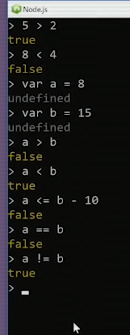 Node.js
> 5 > 2
true
> 8 < 4
false
> var a = 8
undefined
> var b = 15
undefined
> a > b
false
> a < b
true
> a <= b - 10
false
> a == b
false
> a != b
true
>